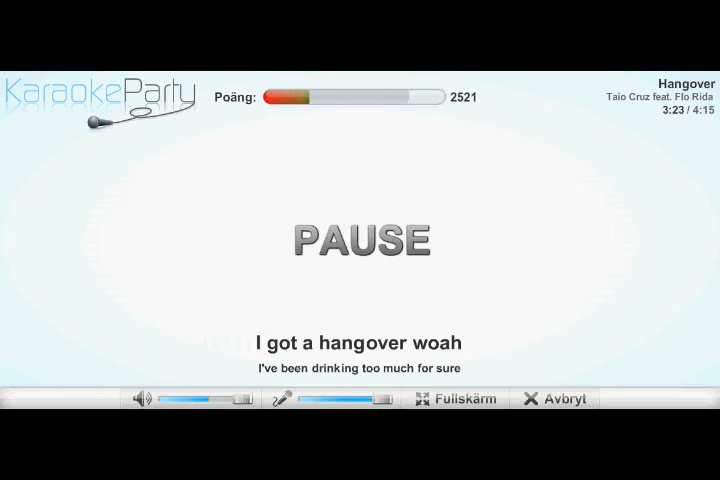 KaraokeParty
Poäng: 2521
Hangover
Taio Cruz feat. Flo Rida
3:23 / 4:15
PAUSE
I got a hangover woah
I've been drinking too much for sure
Fullskärm
Avbryt